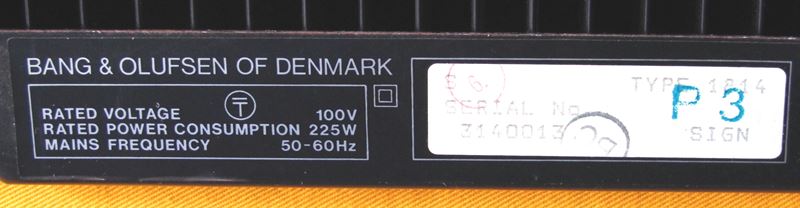 BANG & OLUFSEN OF DENMARK
〒
RATED VOLTAGE 100V
RATED POWER CONSUMPTION 225W
MAINS FREQUENCY 50-60Hz
TYPE 1814
SERIAL No
P3
3140013
SIGN